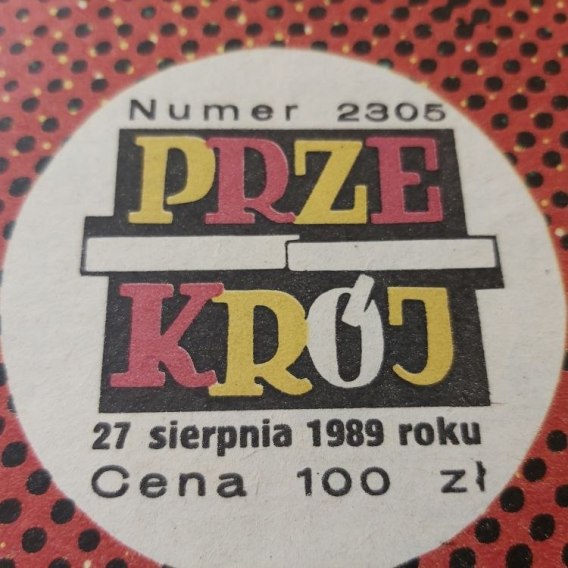 Numer 2305
PRZE
KRÓJ
27 sierpnia 1989 roku
Cena 100 zł